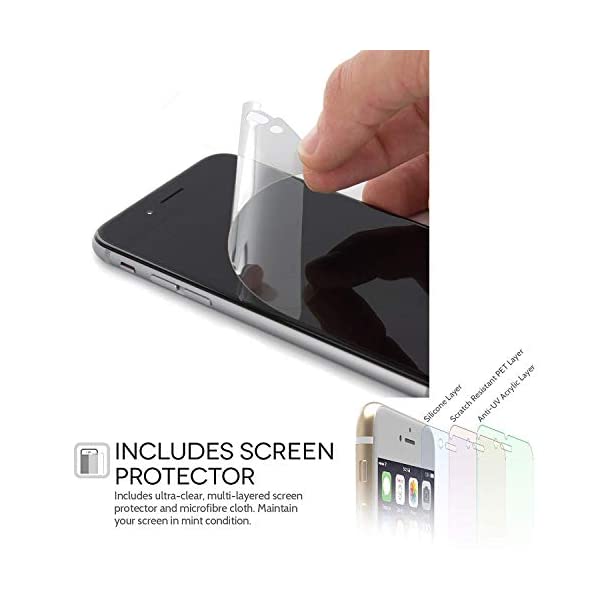 Silicone Layer
Scratch Resistant PET Layer
Anti-UV Acrylic Layer
INCLUDES SCREEN
PROTECTOR
Includes ultra-clear, multi-layered screen
protector and microfibre cloth. Maintain
your screen in mint condition.